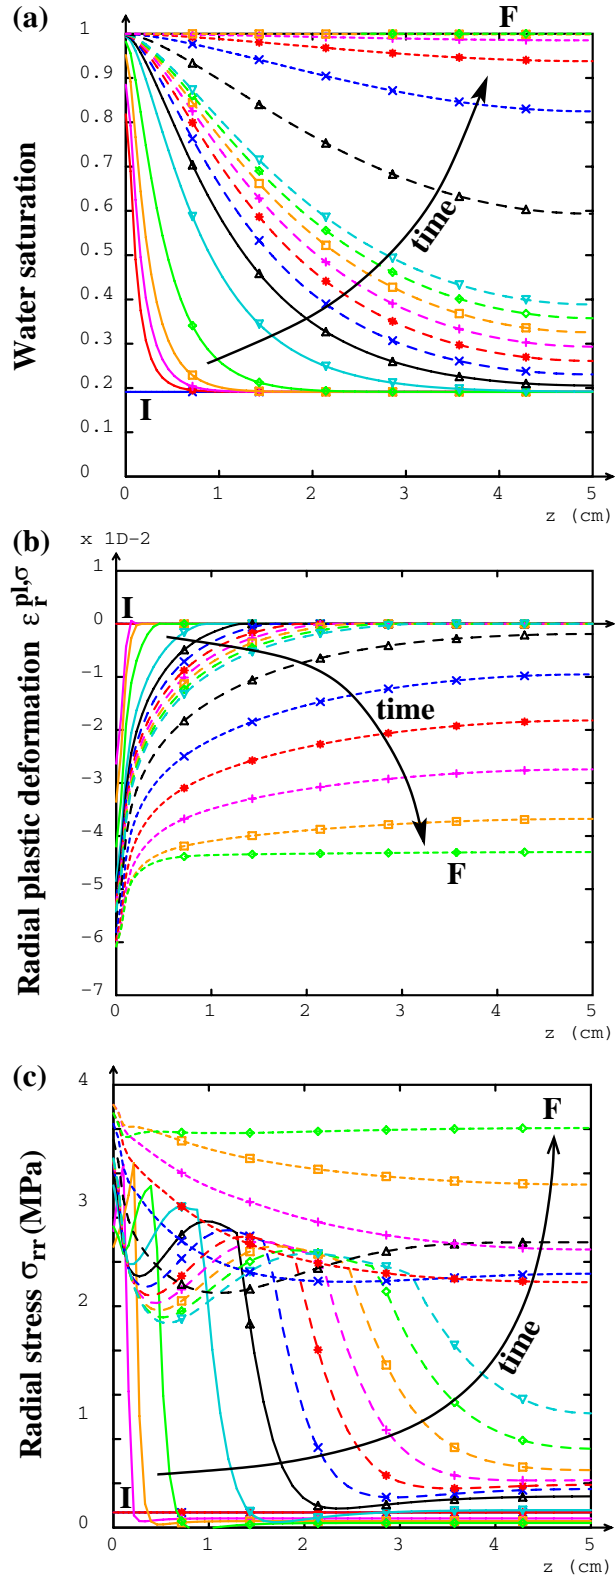 (a)
F
1
0.9
0.8
0.7
0.6
0.5
0.4
0.3
0.2
0.1
0
Water saturation
time
I
0 1 2 3 4 5
z (cm)
(b)
x 1D-2
1
0
-1
-2
-3
-4
-5
-6
-7
Radial plastic deformation ε_r^{pl,σ}
I
time
F
0 1 2 3 4 5
z (cm)
(c)
4
3
2
1
0
Radial stress σ_rr (MPa)
F
time
I
0 1 2 3 4 5
z (cm)